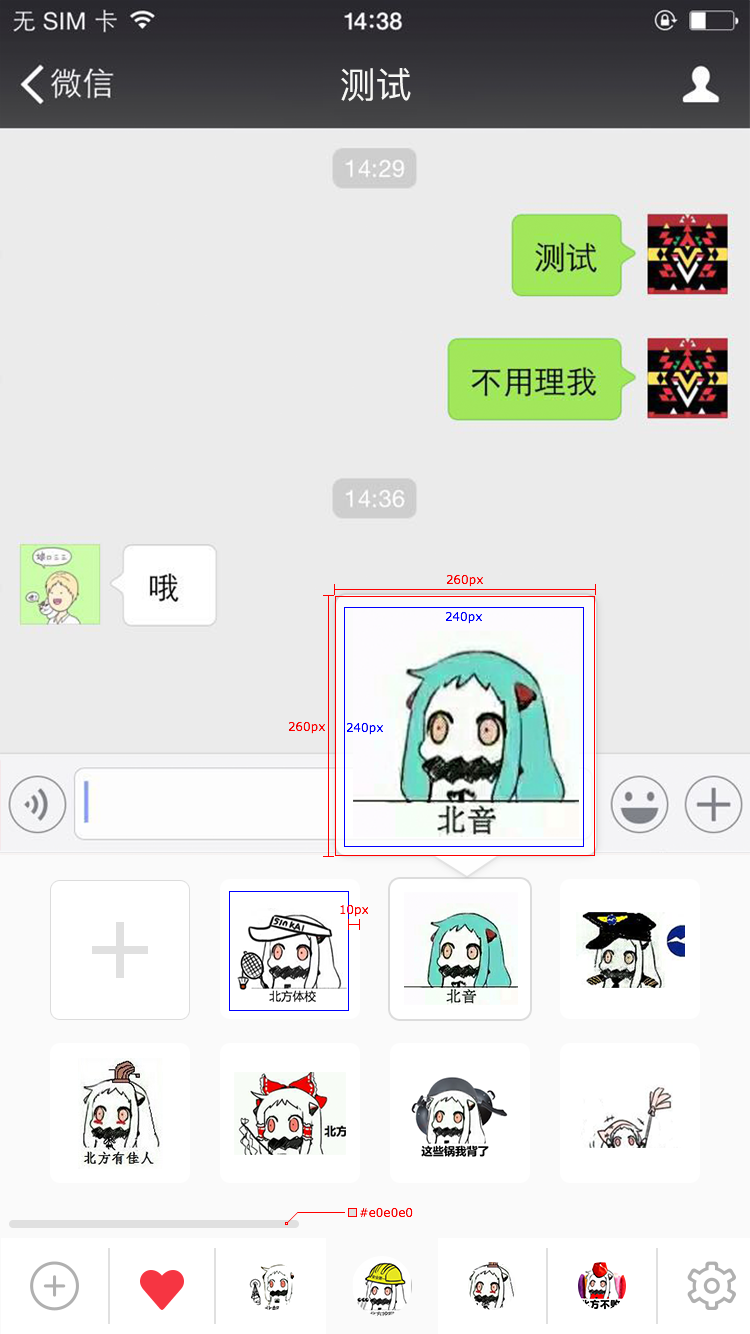 无 SIM 卡 14:38
微信 测试
14:29
测试
不用理我
14:36
哦
260px
240px
260px
240px
北音
10px
SINKAI
北方体校
北音
北方有佳人
北方
这些锅我背了
#e0e0e0
方不败